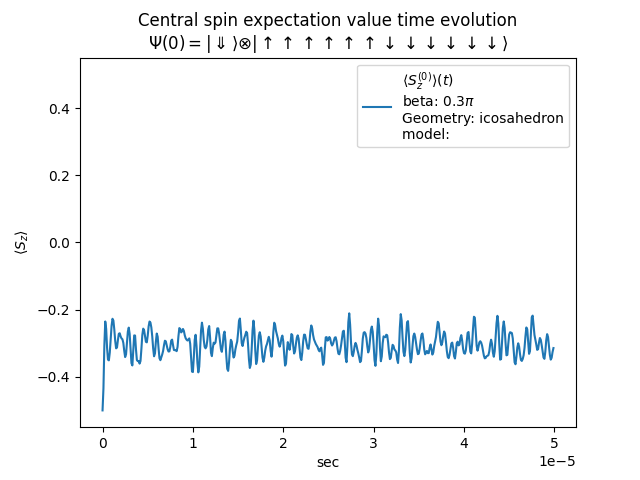 Central spin expectation value time evolution
Ψ(0) = | ⇓ ⟩⊗| ↑ ↑ ↑ ↑ ↑ ↑ ↓ ↓ ↓ ↓ ↓ ↓ ⟩
⟨S_z^{(0)}⟩(t)
beta: 0.3π
Geometry: icosahedron
model:
0.4
0.2
0.0
−0.2
−0.4
⟨S_z⟩
0 1 2 3 4 5
sec
1e−5